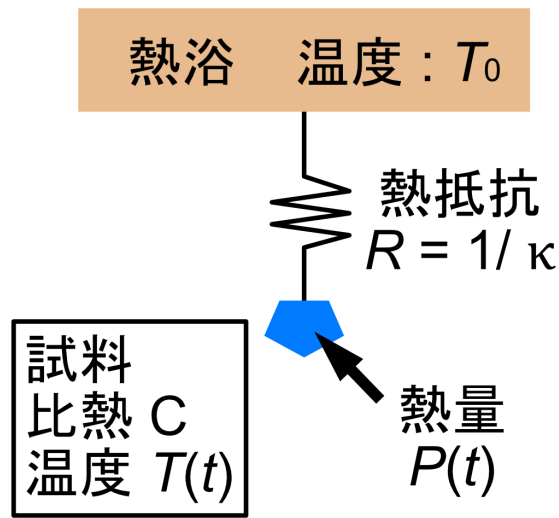 熱浴 温度 : T0
熱抵抗
R = 1/ κ
試料
比熱 C
温度 T(t)
熱量
P(t)